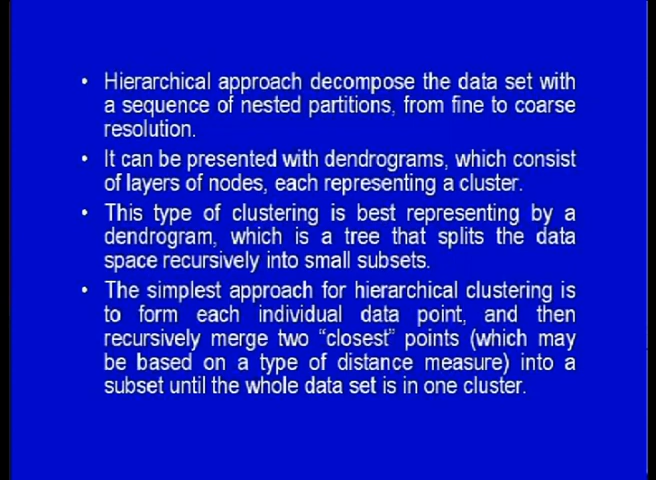 • Hierarchical approach decompose the data set with
a sequence of nested partitions, from fine to coarse
resolution.
• It can be presented with dendrograms, which consist
of layers of nodes, each representing a cluster.
• This type of clustering is best representing by a
dendrogram, which is a tree that splits the data
space recursively into small subsets.
• The simplest approach for hierarchical clustering is
to form each individual data point, and then
recursively merge two “closest” points (which may
be based on a type of distance measure) into a
subset until the whole data set is in one cluster.